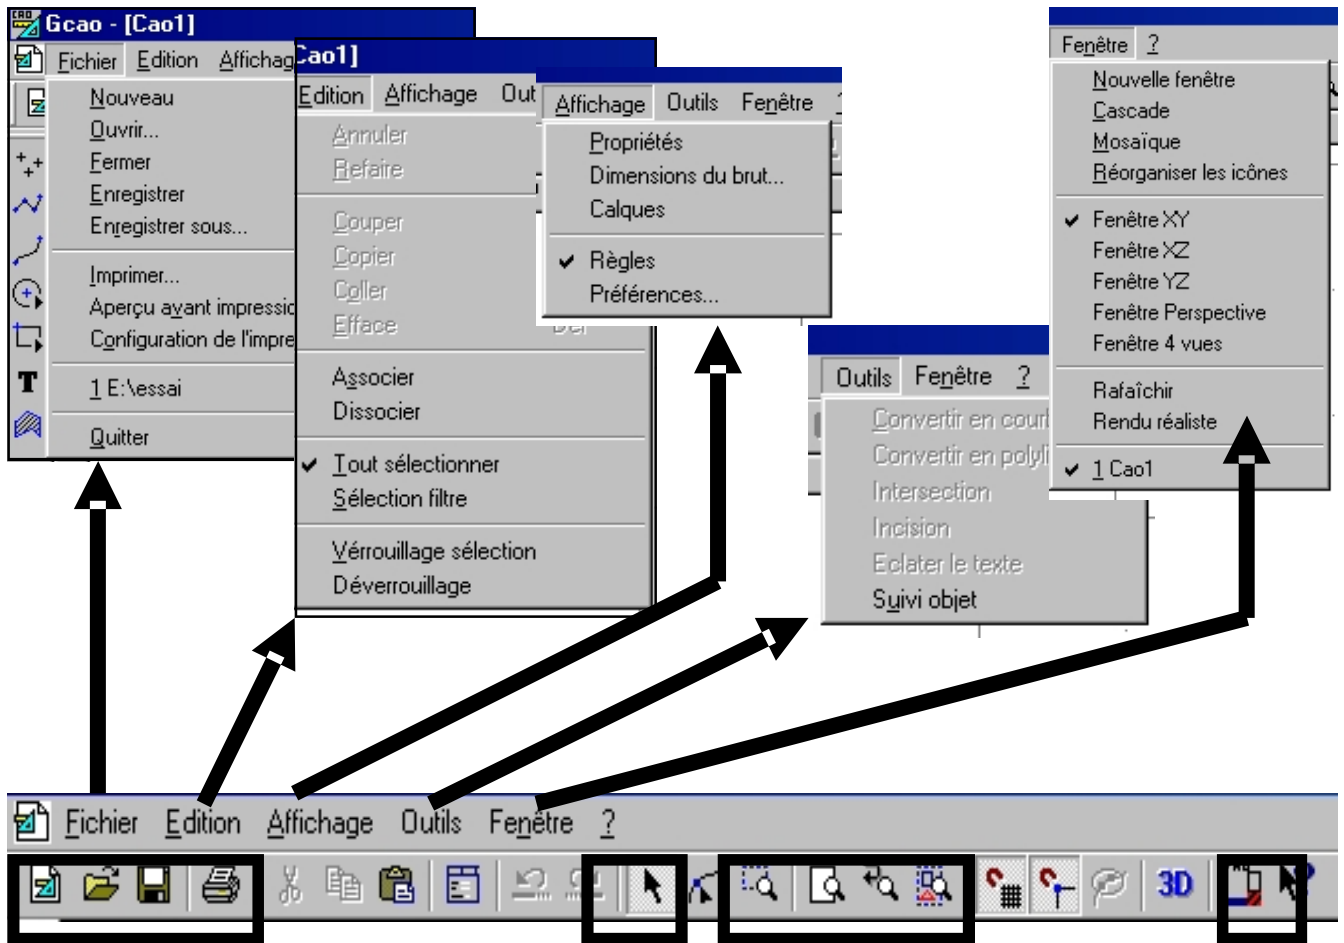 Gcao - [Cao1]
Fichier Edition Affichag
Nouveau
Ouvrir...
Fermer
Enregistrer
Enregistrer sous...
Imprimer...
Aperçu avant impressic
Configuration de l'impre
1 E:\essai
Quitter
T
Cao1]
Edition Affichage Out
Annuler
Refaire
Couper
Copier
Coller
Efface
Associer
Dissocier
Tout sélectionner
Sélection filtre
Vérrouillage sélection
Déverrouillage
Affichage Outils Fenêtre
Propriétés
Dimensions du brut...
Calques
Règles
Préférences...
Outils Fenêtre ?
Convertir en court
Convertir en polyli
Intersection
Incision
Eclater le texte
Suivi objet
Fenêtre ?
Nouvelle fenêtre
Cascade
Mosaïque
Réorganiser les icônes
Fenêtre XY
Fenêtre XZ
Fenêtre YZ
Fenêtre Perspective
Fenêtre 4 vues
Rafaîchir
Rendu réaliste
1 Cao1
Fichier Edition Affichage Outils Fenêtre ?
3D